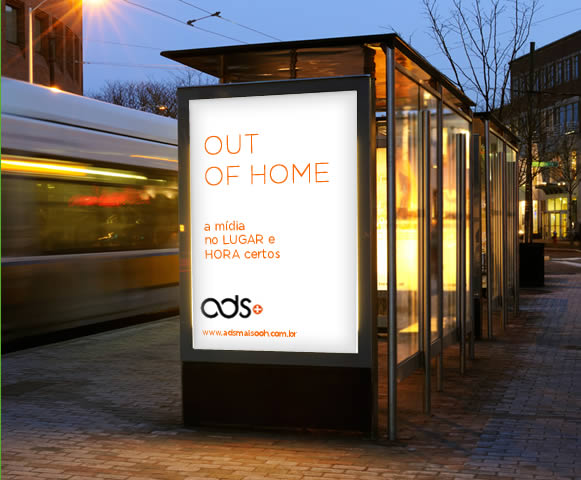 OUT
OF HOME
a mídia
no LUGAR e
HORA certos
ads+
www.adsmaisooh.com.br